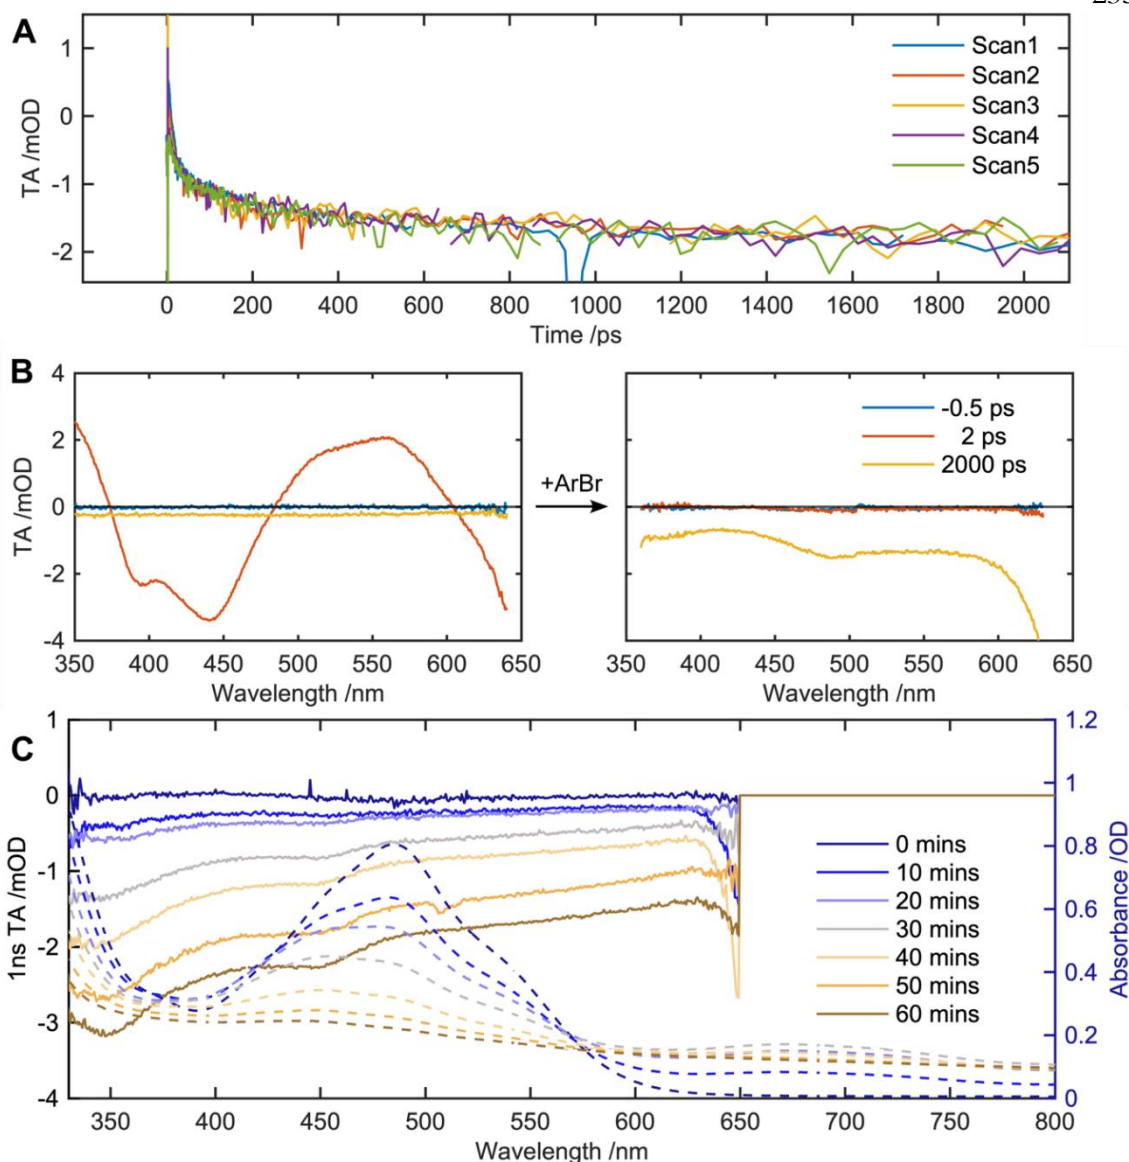 A
1
0
-1
-2
TA /mOD
Scan1
Scan2
Scan3
Scan4
Scan5
0 200 400 600 800 1000 1200 1400 1600 1800 2000
Time /ps
B
4
2
0
-2
-4
TA /mOD
350 400 450 500 550 600 650
Wavelength /nm
+ArBr
-0.5 ps
2 ps
2000 ps
350 400 450 500 550 600 650
Wavelength /nm
C
1
0
-1
-2
-3
-4
1ns TA /mOD
0 mins
10 mins
20 mins
30 mins
40 mins
50 mins
60 mins
1.2
1
0.8
0.6
0.4
0.2
0
Absorbance /OD
350 400 450 500 550 600 650 700 750 800
Wavelength /nm